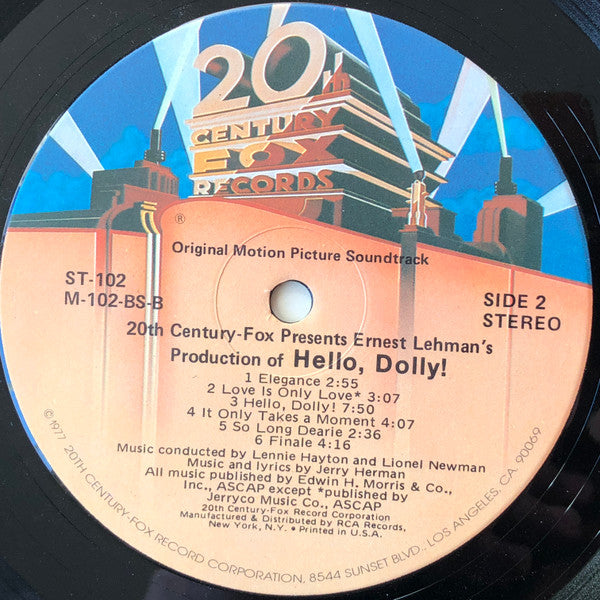 20th
CENTURY
FOX
RECORDS
®
Original Motion Picture Soundtrack
ST-102
M-102-BS-B
SIDE 2
STEREO
20th Century-Fox Presents Ernest Lehman's
Production of Hello, Dolly!
1 Elegance 2:55
2 Love Is Only Love* 3:07
3 Hello, Dolly! 7:50
4 It Only Takes a Moment 4:07
5 So Long Dearie 2:36
6 Finale 4:16
Music conducted by Lennie Hayton and Lionel Newman
Music and lyrics by Jerry Herman
All music published by Edwin H. Morris & Co.,
Inc., ASCAP except *published by
Jerryco Music Co., ASCAP
20th Century-Fox Record Corporation
Manufactured & Distributed by RCA Records,
New York, N.Y. • Printed in U.S.A.
©1977 20TH CENTURY-FOX RECORD CORPORATION, 8544 SUNSET BLVD., LOS ANGELES, CA. 90069